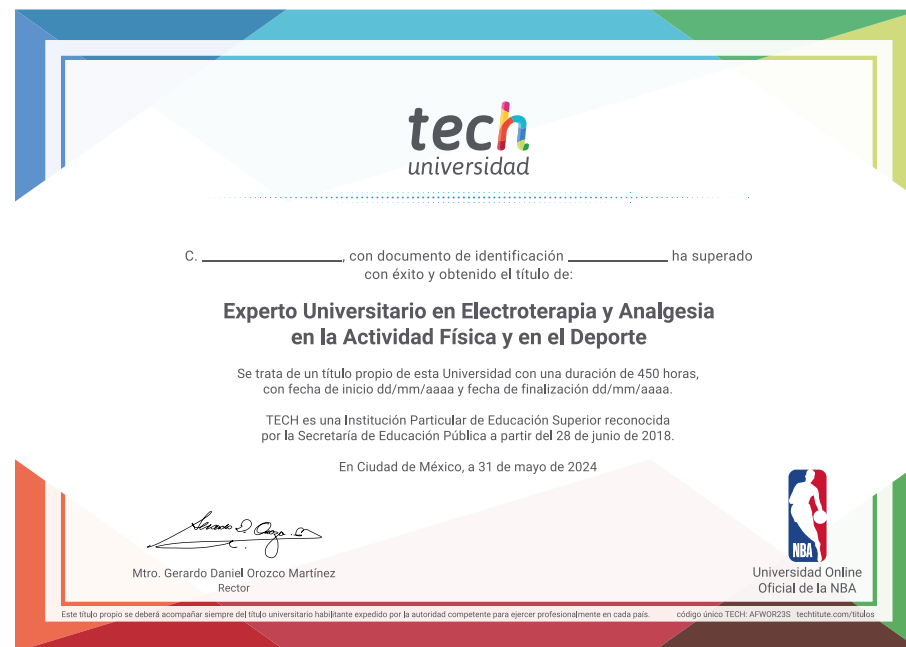 tech
universidad
C. ____________, con documento de identificación ____________ ha superado
con éxito y obtenido el título de:
Experto Universitario en Electroterapia y Analgesia
en la Actividad Física y en el Deporte
Se trata de un título propio de esta Universidad con una duración de 450 horas,
con fecha de inicio dd/mm/aaaa y fecha de finalización dd/mm/aaaa.
TECH es una Institución Particular de Educación Superior reconocida
por la Secretaría de Educación Pública a partir del 28 de junio de 2018.
En Ciudad de México, a 31 de mayo de 2024
Mtro. Gerardo Daniel Orozco Martínez
Rector
NBA
Universidad Online
Oficial de la NBA
Este título propio se deberá acompañar siempre del título universitario habilitante expedido por la autoridad competente para ejercer profesionalmente en cada país. código único TECH: AFWOR23S techtitute.com/titulos